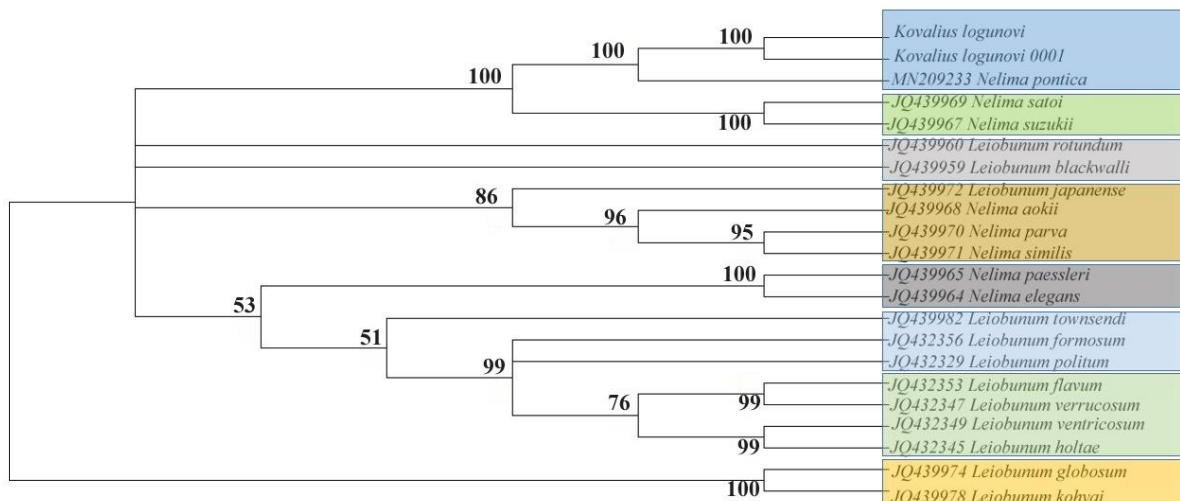 Kovalius logunovi
100
Kovalius logunovi 0001
100
MN209233 Nelima pontica
100
JQ439969 Nelima satoi
100
JQ439967 Nelima suzukii
JQ439960 Leiobunum rotundum
JQ439959 Leiobunum blackwalli
86
JQ439972 Leiobunum japanense
96
JQ439968 Nelima aokii
95
JQ439970 Nelima parva
JQ439971 Nelima similis
100
JQ439965 Nelima paessleri
JQ439964 Nelima elegans
53
JQ439982 Leiobunum townsendi
51
JQ432356 Leiobunum formosum
99
JQ432329 Leiobunum politum
JQ432353 Leiobunum flavum
76
99
JQ432347 Leiobunum verrucosum
JQ432349 Leiobunum ventricosum
99
JQ432345 Leiobunum holtae
JQ439974 Leiobunum globosum
100
JQ439978 Leiobunum kohyai